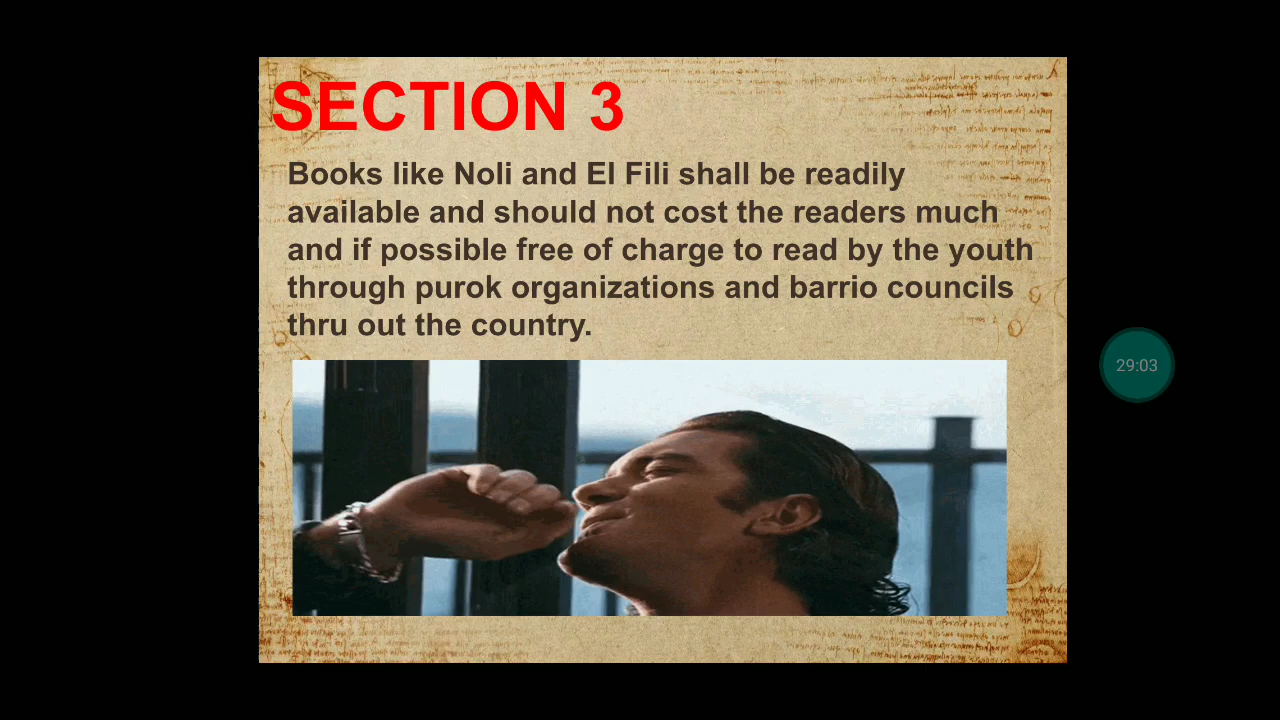 SECTION 3
Books like Noli and El Fili shall be readily
available and should not cost the readers much
and if possible free of charge to read by the youth
through purok organizations and barrio councils
thru out the country.
29:03